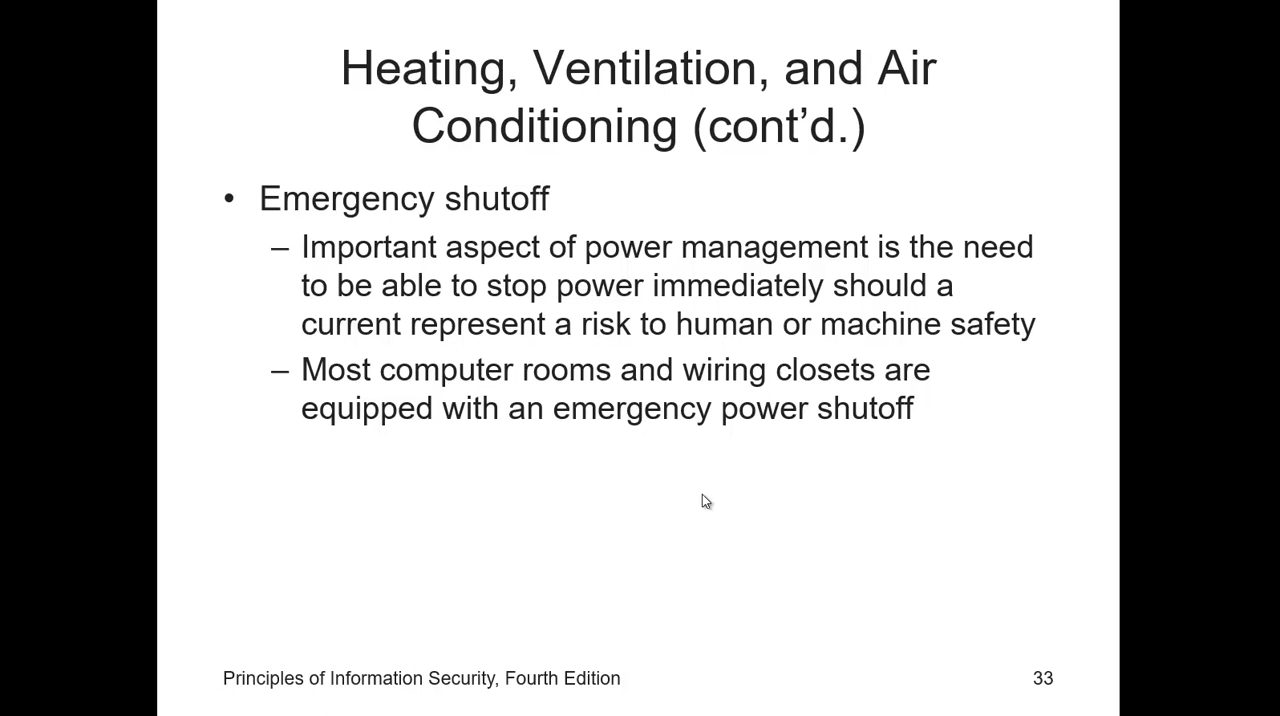 Heating, Ventilation, and Air
Conditioning (cont’d.)
• Emergency shutoff
– Important aspect of power management is the need
to be able to stop power immediately should a
current represent a risk to human or machine safety
– Most computer rooms and wiring closets are
equipped with an emergency power shutoff
Principles of Information Security, Fourth Edition 33